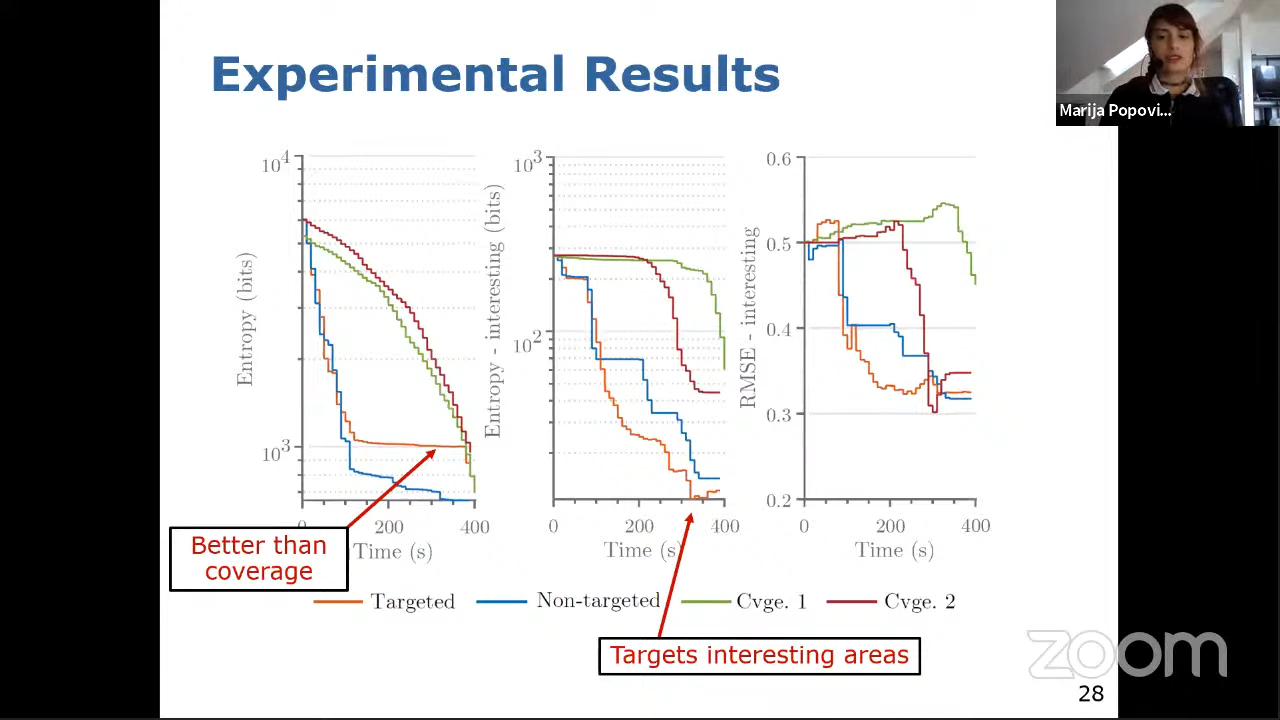 Experimental Results
Marija Popovi...
10^4
10^3
Entropy (bits)
0
200
400
Time (s)
10^3
10^2
Entropy - interesting (bits)
0
200
400
Time (s)
0.6
0.5
0.4
0.3
0.2
RMSE - interesting
0
200
400
Time (s)
Better than
coverage
Targeted
Non-targeted
Cvge. 1
Cvge. 2
Targets interesting areas
zoom
28